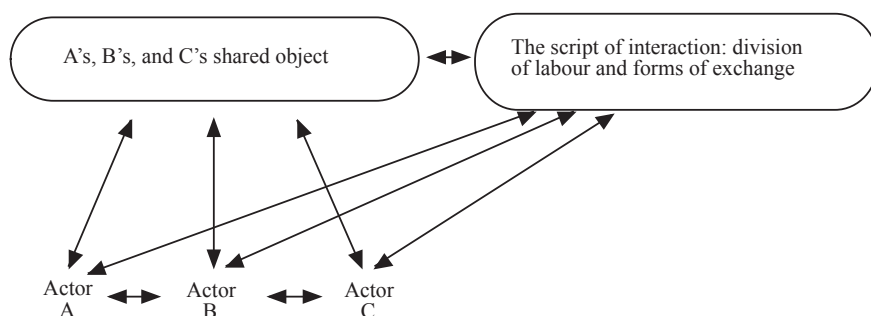 A's, B's, and C's shared object
The script of interaction: division
of labour and forms of exchange
Actor
A
Actor
B
Actor
C